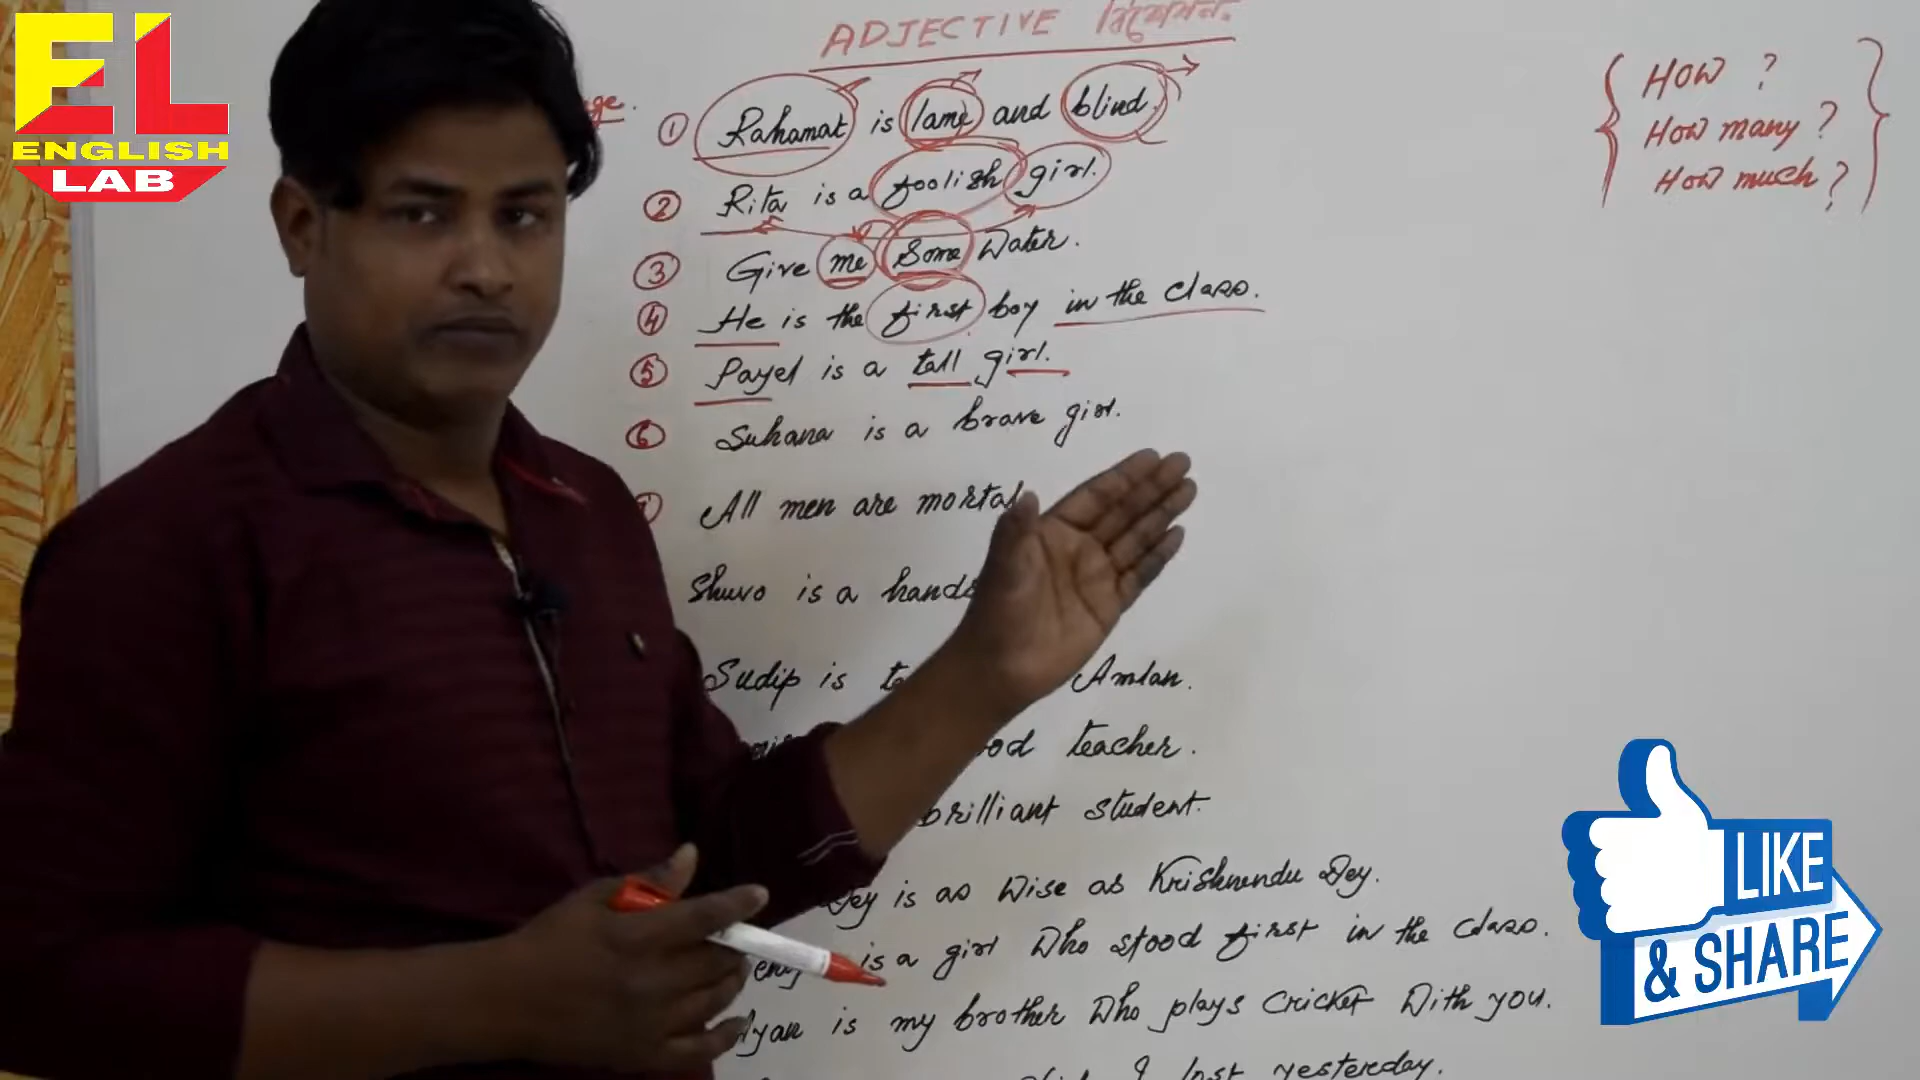 EL
ENGLISH
LAB
ADJECTIVE বিশেষণ
① Rahamat is lame and blind.
② Rita is a foolish girl.
③ Give me Some Water.
④ He is the first boy in the class.
⑤ Payel is a tall girl.
⑥ Suhana is a brave girl.
All men are mortal
Shuvo is a hands
Sudip is Amlan.
teacher.
brilliant student.
Dey is as Wise as Krishnendu Dey.
is a girl Who stood first in the class.
Ayan is my brother Who plays Cricket With you.
I lost yesterday.
How ?
How many ?
How much ?
LIKE
& SHARE